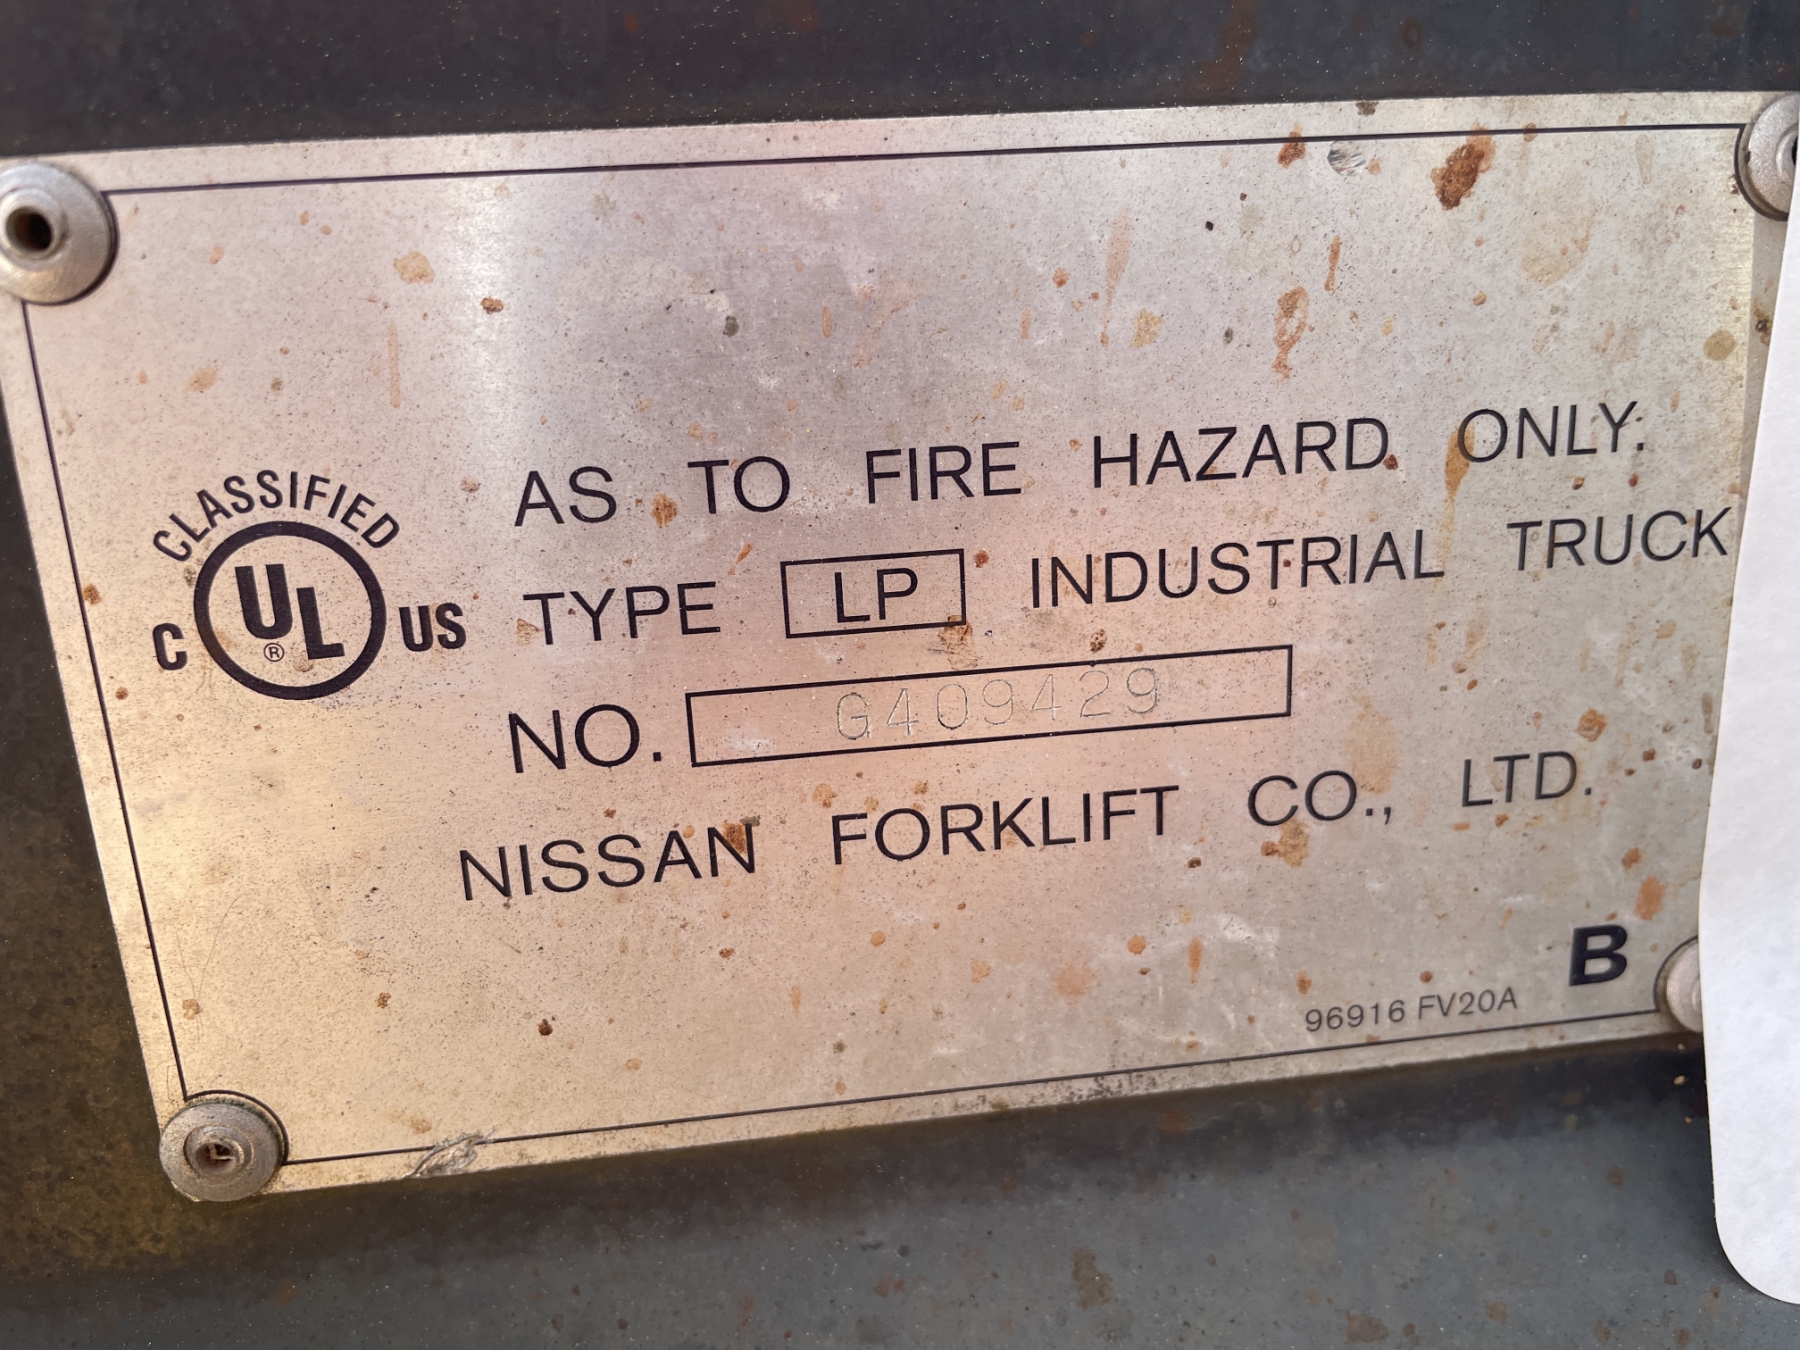 CLASSIFIED
C UL ® US
AS TO FIRE HAZARD ONLY.
TYPE LP INDUSTRIAL TRUCK
NO. G409429
NISSAN FORKLIFT CO., LTD.
B
96916 FV20A